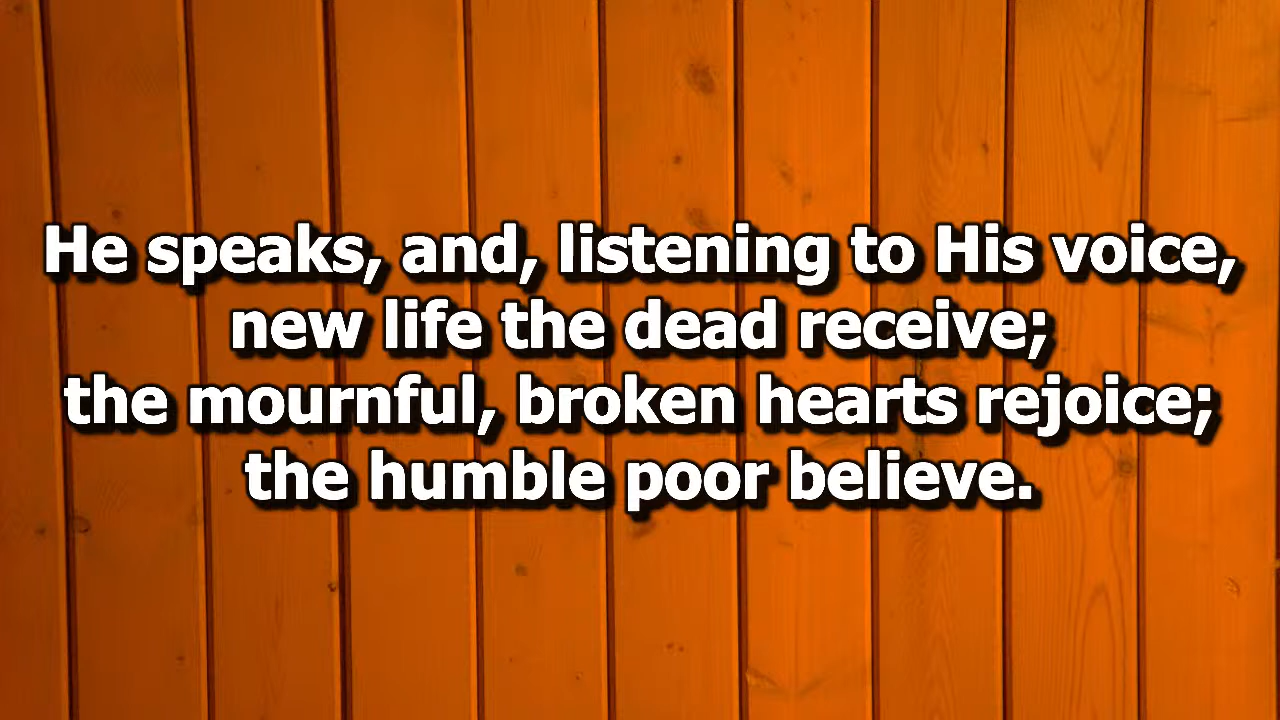 He speaks, and, listening to His voice,
new life the dead receive;
the mournful, broken hearts rejoice;
the humble poor believe.